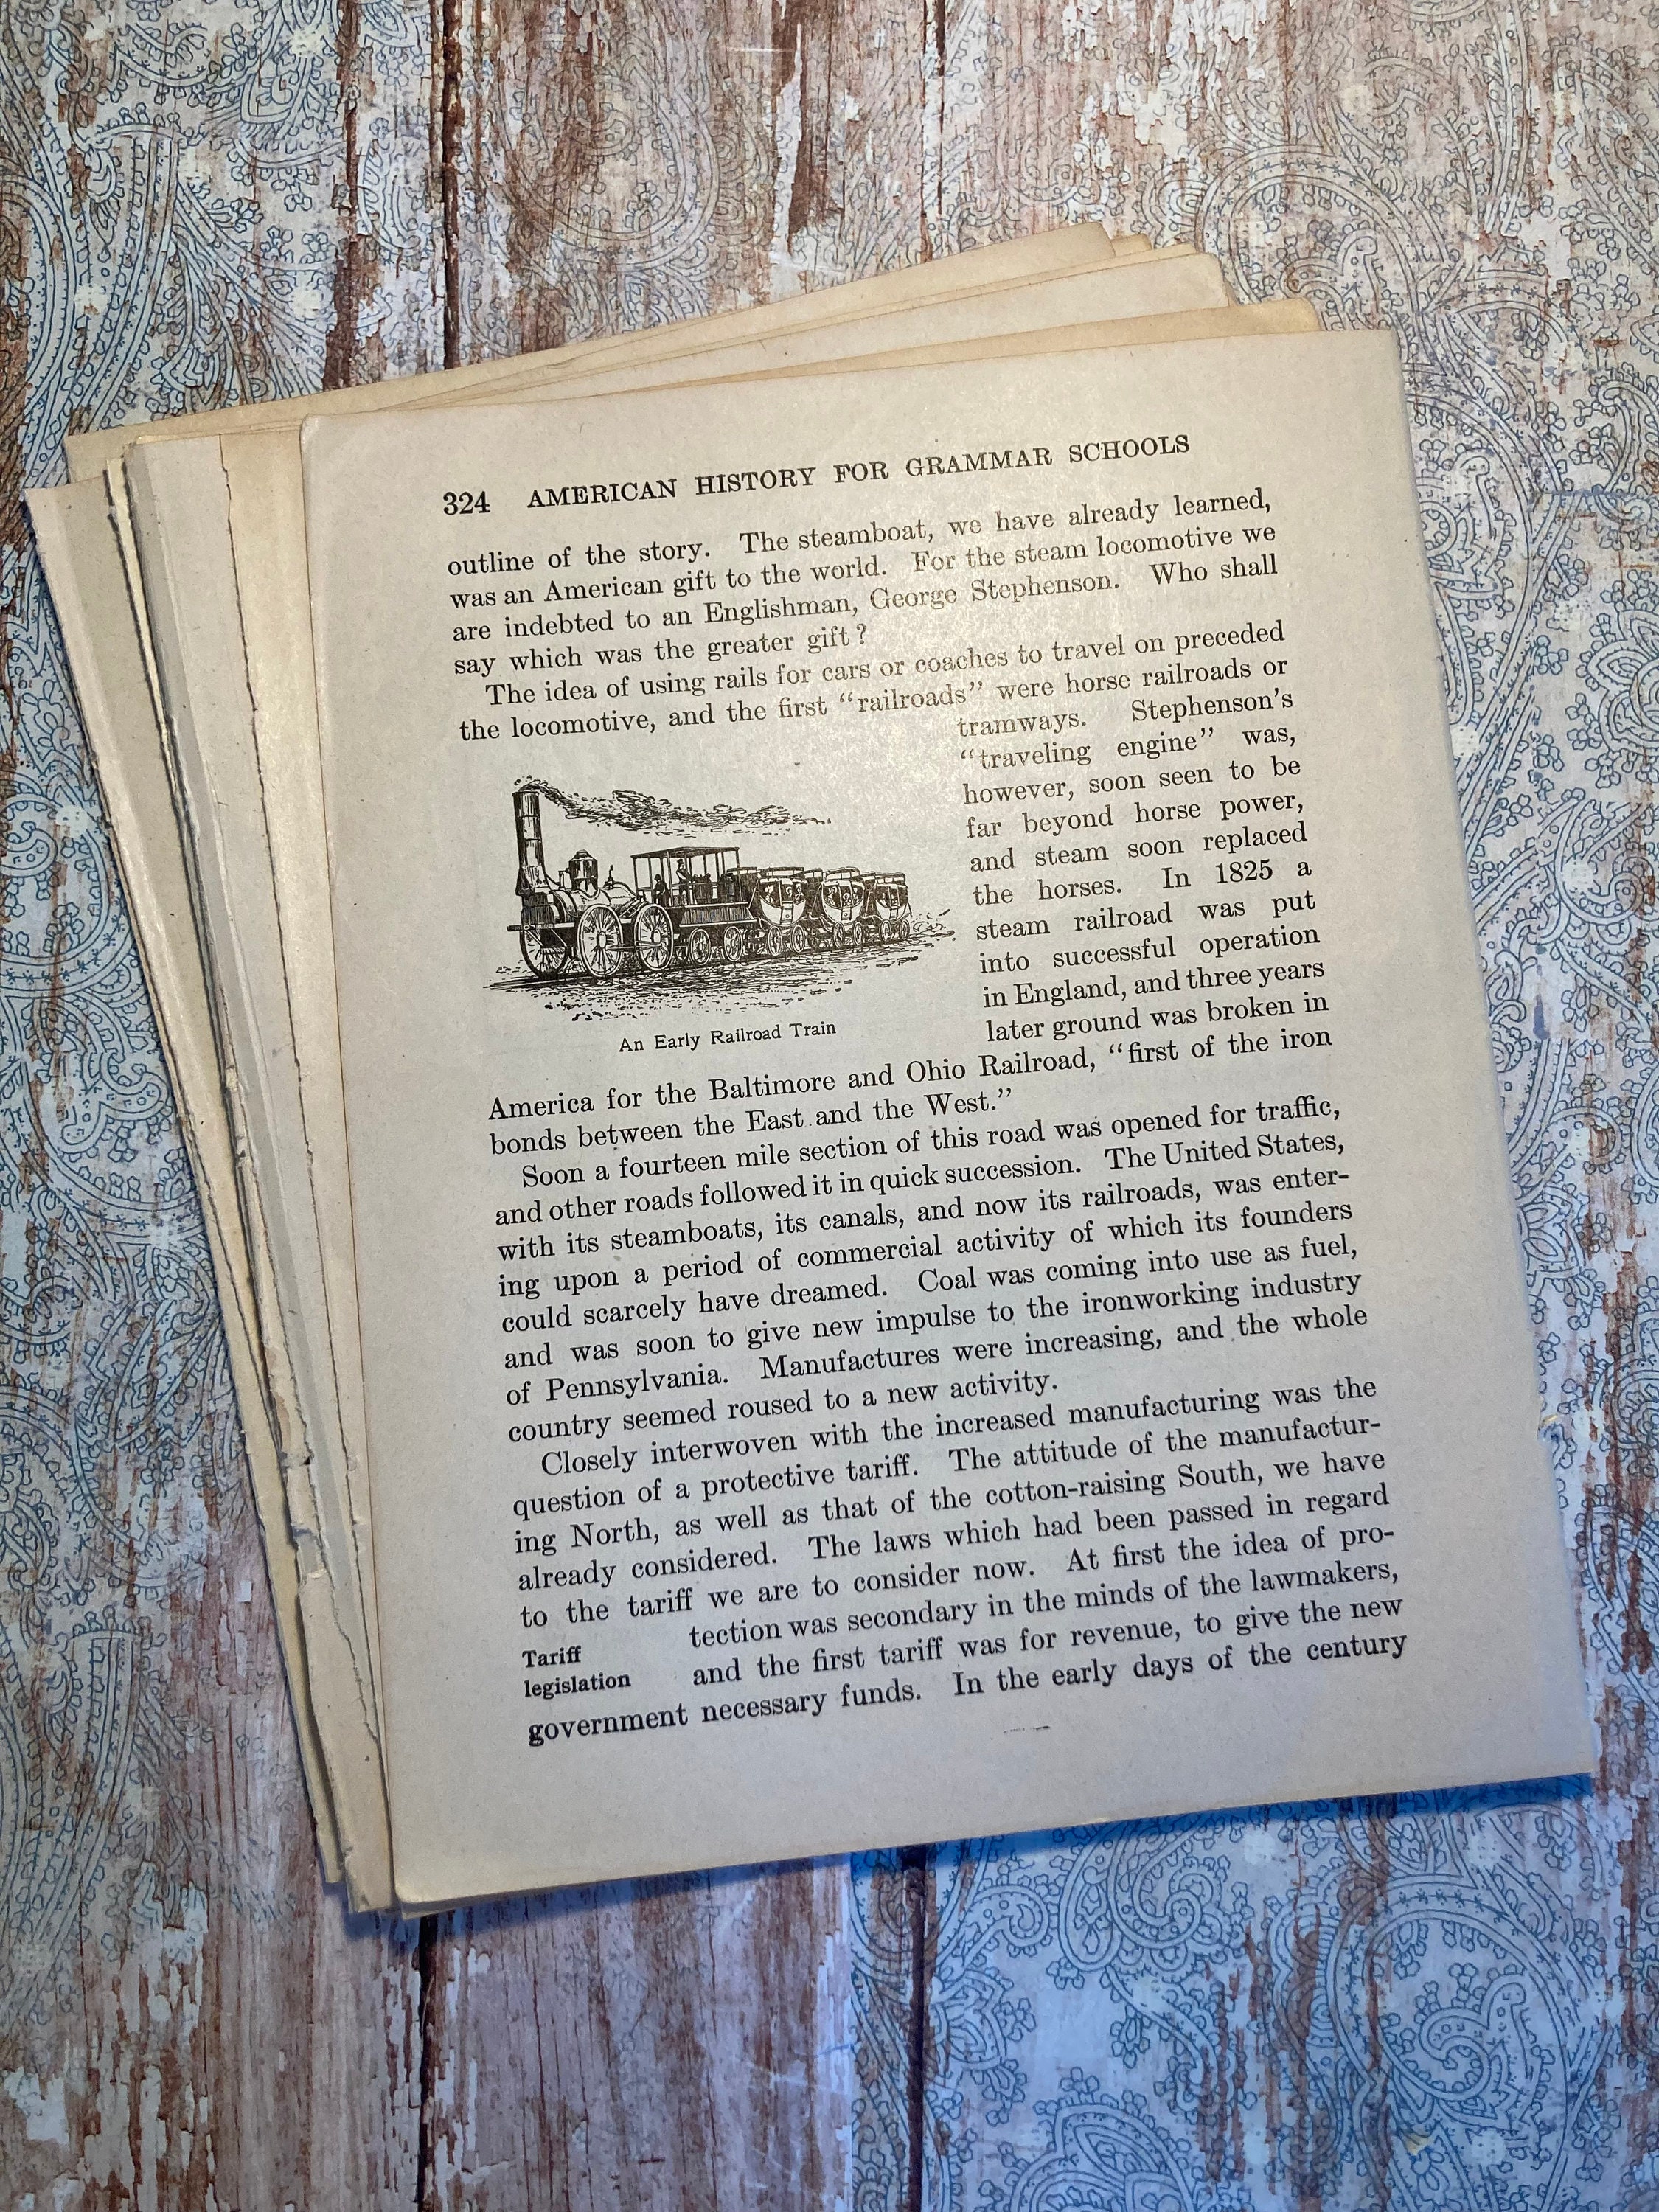 324 AMERICAN HISTORY FOR GRAMMAR SCHOOLS
outline of the story. The steamboat, we have already learned,
was an American gift to the world. For the steam locomotive we
are indebted to an Englishman, George Stephenson. Who shall
say which was the greater gift?
The idea of using rails for cars or coaches to travel on preceded
the locomotive, and the first “railroads” were horse railroads or
tramways. Stephenson’s
“traveling engine” was,
however, soon seen to be
far beyond horse power,
and steam soon replaced
the horses. In 1825 a
steam railroad was put
into successful operation
in England, and three years
later ground was broken in
An Early Railroad Train
America for the Baltimore and Ohio Railroad, “first of the iron
bonds between the East and the West.”
Soon a fourteen mile section of this road was opened for traffic,
and other roads followed it in quick succession. The United States,
with its steamboats, its canals, and now its railroads, was enter-
ing upon a period of commercial activity of which its founders
could scarcely have dreamed. Coal was coming into use as fuel,
and was soon to give new impulse to the ironworking industry
of Pennsylvania. Manufactures were increasing, and the whole
country seemed roused to a new activity.
Closely interwoven with the increased manufacturing was the
question of a protective tariff. The attitude of the manufactur-
ing North, as well as that of the cotton-raising South, we have
already considered. The laws which had been passed in regard
to the tariff we are to consider now. At first the idea of pro-
Tariff
legislation
tection was secondary in the minds of the lawmakers,
and the first tariff was for revenue, to give the new
government necessary funds. In the early days of the century